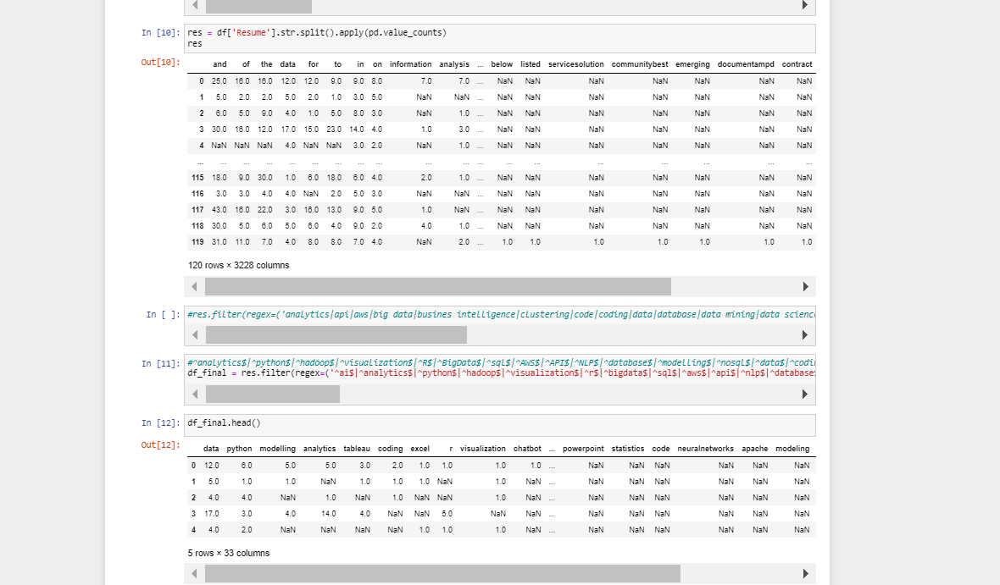 In [10]: res = df['Resume'].str.split().apply(pd.value_counts)
res
Out[10]:
and of the data for to in on information analysis ... below listed servicesolution communitybest emerging documentampd contract
0 25.0 16.0 16.0 12.0 12.0 9.0 9.0 8.0 7.0 7.0 ... NaN NaN NaN NaN NaN NaN NaN
1 5.0 2.0 2.0 5.0 2.0 1.0 3.0 5.0 NaN NaN ... NaN NaN NaN NaN NaN NaN NaN
2 6.0 5.0 9.0 4.0 1.0 5.0 8.0 3.0 NaN 1.0 ... NaN NaN NaN NaN NaN NaN NaN
3 30.0 16.0 12.0 17.0 15.0 23.0 14.0 4.0 1.0 3.0 ... NaN NaN NaN NaN NaN NaN NaN
4 NaN NaN NaN 4.0 NaN NaN 3.0 2.0 NaN 1.0 ... NaN NaN NaN NaN NaN NaN NaN
... ... ... ... ... ... ... ... ... ... ... ... ... ... ... ... ... ... ...
115 18.0 9.0 30.0 1.0 6.0 18.0 6.0 4.0 2.0 1.0 ... NaN NaN NaN NaN NaN NaN NaN
116 3.0 3.0 4.0 4.0 NaN 2.0 5.0 3.0 NaN NaN ... NaN NaN NaN NaN NaN NaN NaN
117 43.0 16.0 22.0 3.0 16.0 13.0 9.0 5.0 1.0 NaN ... NaN NaN NaN NaN NaN NaN NaN
118 30.0 5.0 6.0 5.0 6.0 4.0 9.0 2.0 4.0 1.0 ... NaN NaN NaN NaN NaN NaN NaN
119 31.0 11.0 7.0 4.0 8.0 8.0 7.0 4.0 NaN 2.0 ... 1.0 1.0 1.0 1.0 1.0 1.0 1.0
120 rows × 3228 columns
In [ ]: #res.filter(regex=('analytics|api|aws|big data|busines intelligence|clustering|code|coding|data|database|data mining|data scienc
In [11]: #^analytics$|^python$|^hadoop$|^visualization$|^R$|^BigData$|^sql$|^AWS$|^API$|^NLP$|^database$|^modelling$|^nosql$|^data$|^codi
df_final = res.filter(regex=('^ai$|^analytics$|^python$|^hadoop$|^visualization$|^r$|^bigdata$|^sql$|^aws$|^api$|^nlp$|^database$
In [12]: df_final.head()
Out[12]:
data python modelling analytics tableau coding excel r visualization chatbot ... powerpoint statistics code neuralnetworks apache modeling
0 12.0 6.0 5.0 5.0 3.0 2.0 1.0 1.0 1.0 1.0 ... NaN NaN NaN NaN NaN NaN
1 5.0 1.0 1.0 NaN 1.0 1.0 1.0 NaN 1.0 NaN ... NaN NaN NaN NaN NaN NaN
2 4.0 4.0 NaN 1.0 NaN 1.0 NaN NaN 1.0 NaN ... NaN NaN NaN NaN NaN NaN
3 17.0 3.0 4.0 14.0 4.0 NaN NaN 5.0 NaN NaN ... NaN NaN NaN NaN NaN NaN
4 4.0 2.0 NaN NaN NaN NaN 1.0 1.0 1.0 NaN ... NaN NaN NaN NaN NaN NaN
5 rows × 33 columns